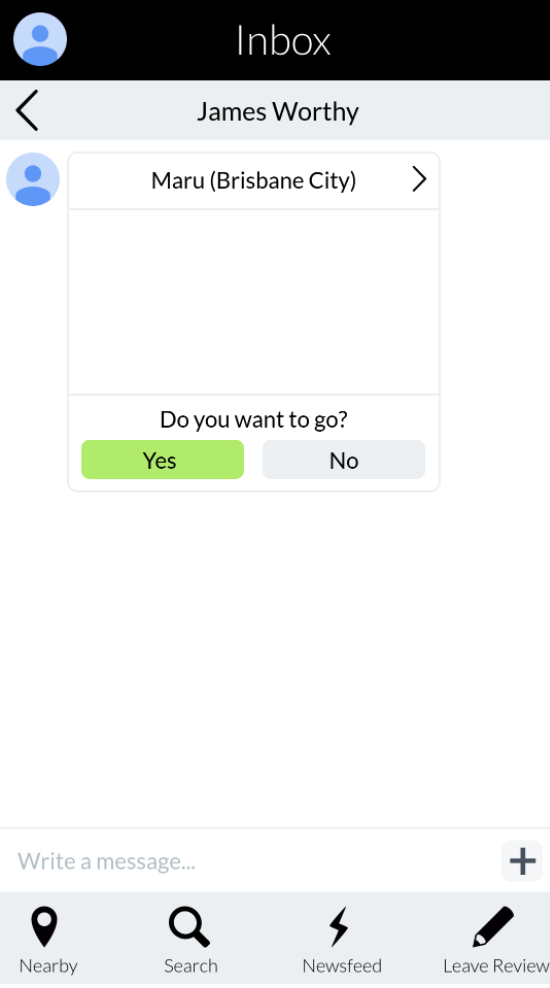 Inbox
James Worthy
Maru (Brisbane City)
Do you want to go?
Yes No
Write a message...
Nearby Search Newsfeed Leave Review